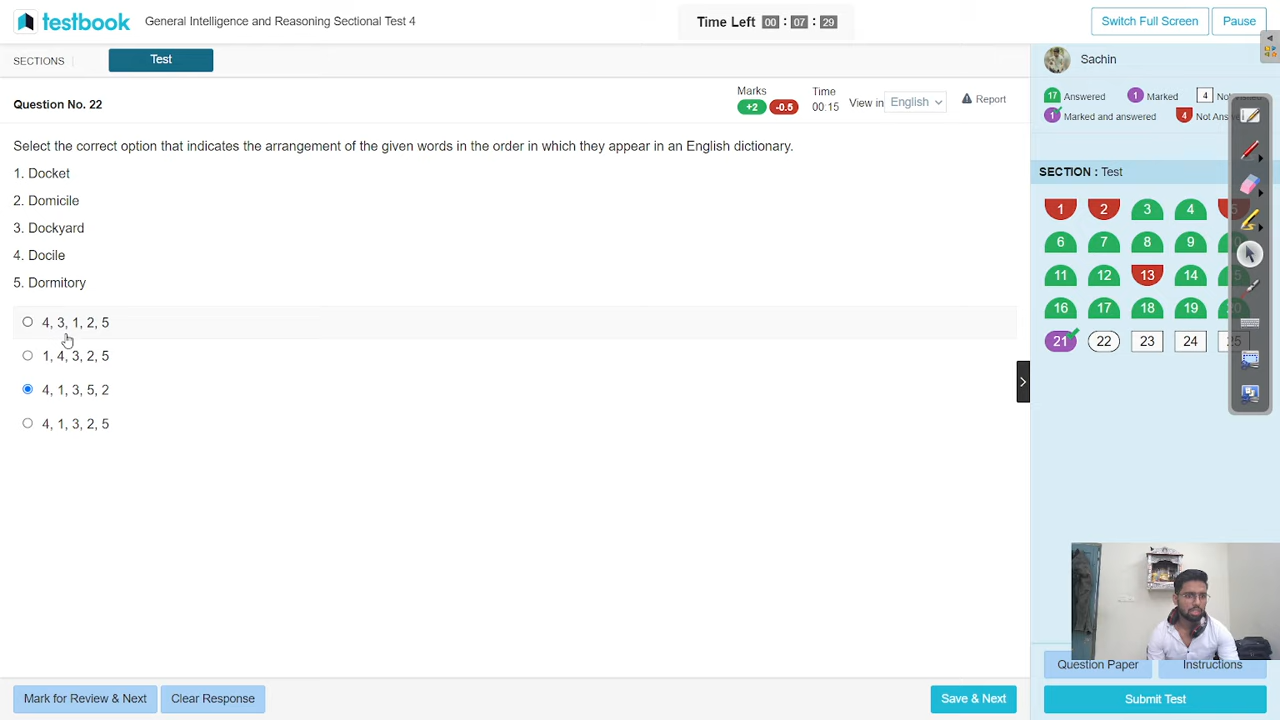 testbook
General Intelligence and Reasoning Sectional Test 4
Time Left 00 : 07 : 29
Switch Full Screen
Pause
SECTIONS
Test
Sachin
Question No. 22
Marks
+2 -0.5
Time
00:15
View in English
Report
17 Answered
1 Marked
4
1 Marked and answered
4
Select the correct option that indicates the arrangement of the given words in the order in which they appear in an English dictionary.
1. Docket
2. Domicile
3. Dockyard
4. Docile
5. Dormitory
4, 3, 1, 2, 5
1, 4, 3, 2, 5
4, 1, 3, 5, 2
4, 1, 3, 2, 5
SECTION : Test
1 2 3 4 5
6 7 8 9
11 12 13 14 15
16 17 18 19 20
21 22 23 24 25
Mark for Review & Next
Clear Response
Save & Next
Question Paper
Instructions
Submit Test